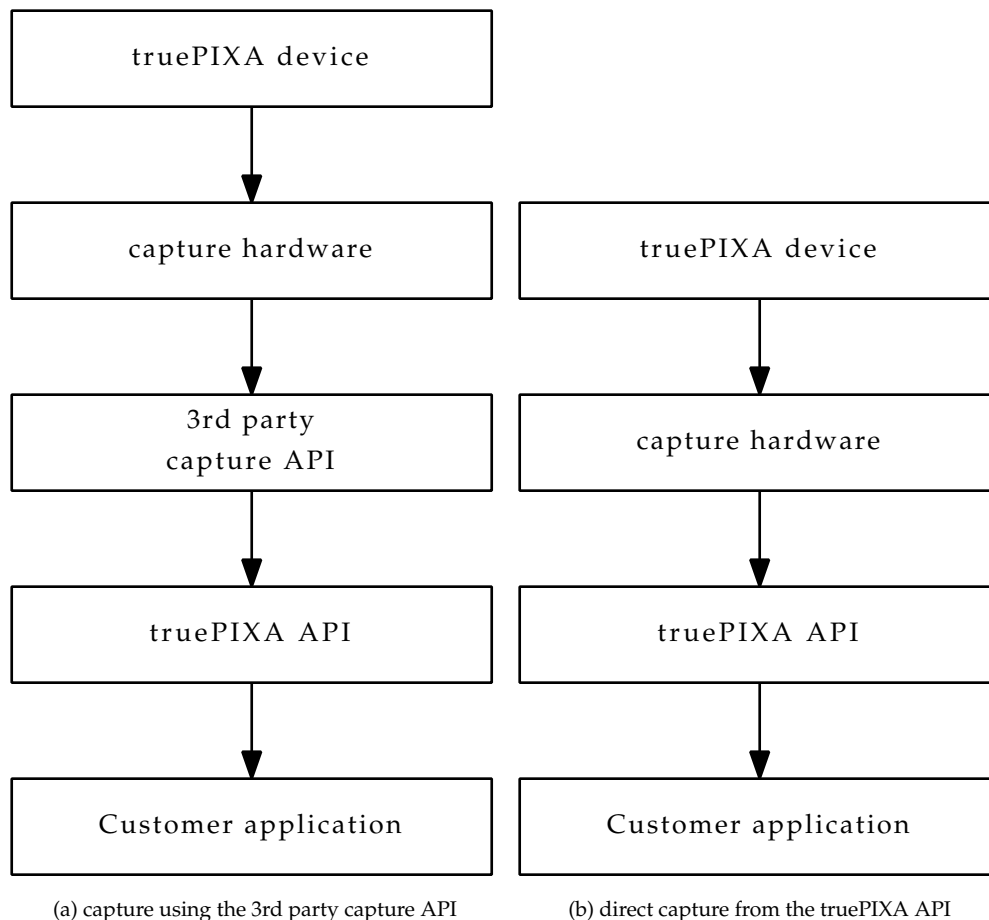 truePIXA device
capture hardware
3rd party
capture API
truePIXA API
Customer application
(a) capture using the 3rd party capture API
truePIXA device
capture hardware
truePIXA API
Customer application
(b) direct capture from the truePIXA API